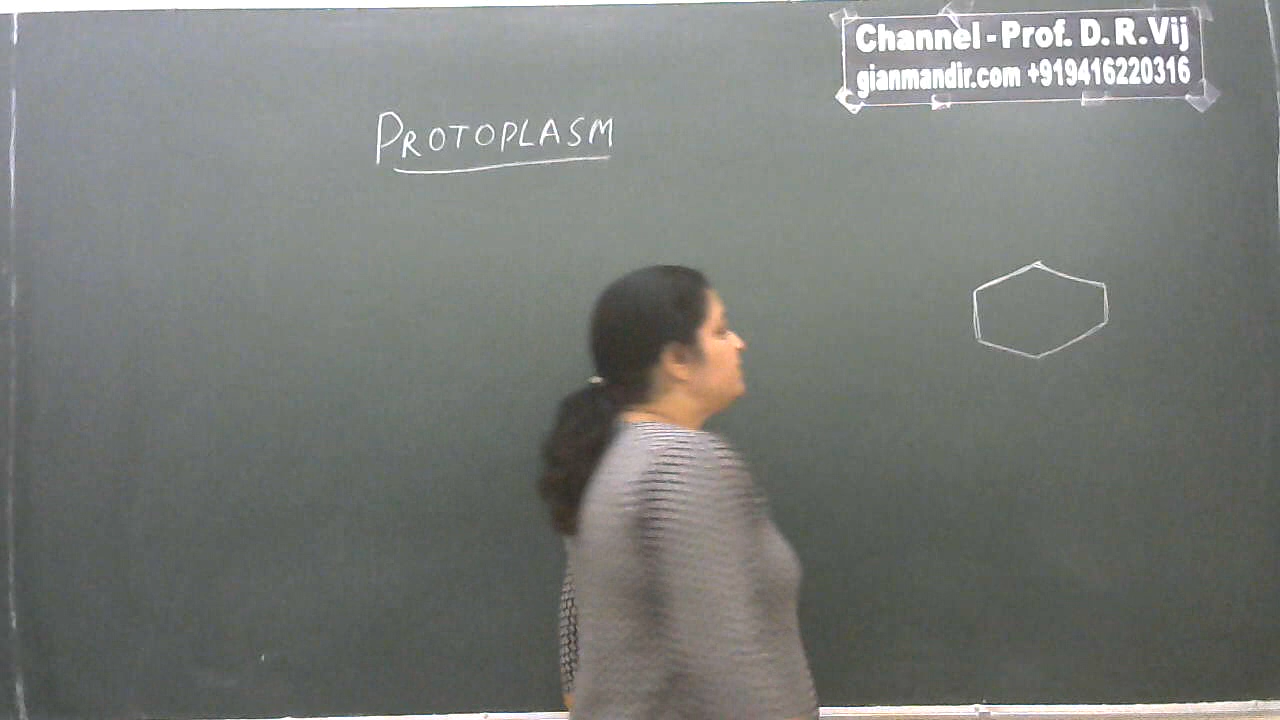 Channel - Prof. D. R. Vij
gianmandir.com +919416220316
PROTOPLASM